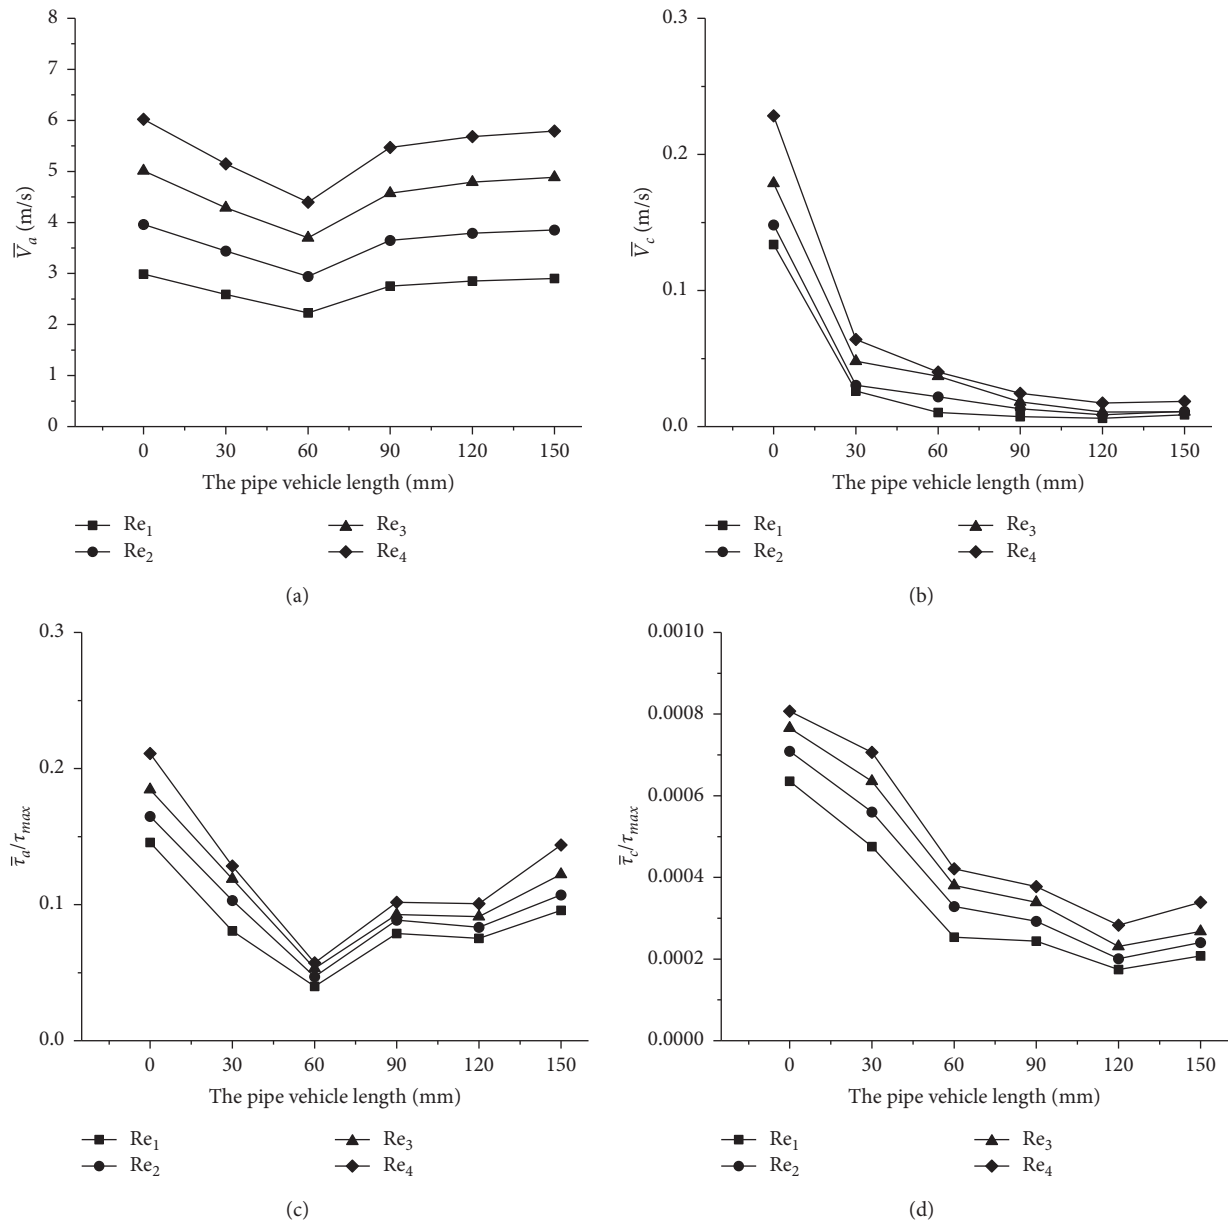 8
7
6
5
4
3
2
1
0
V̅a (m/s)
0 30 60 90 120 150
The pipe vehicle length (mm)
Re1 Re3
Re2 Re4
(a)
0.3
0.2
0.1
0.0
V̅c (m/s)
0 30 60 90 120 150
The pipe vehicle length (mm)
Re1 Re3
Re2 Re4
(b)
0.3
0.2
0.1
0.0
τ̅a/τmax
0 30 60 90 120 150
The pipe vehicle length (mm)
Re1 Re3
Re2 Re4
(c)
0.0010
0.0008
0.0006
0.0004
0.0002
0.0000
τ̅c/τmax
0 30 60 90 120 150
The pipe vehicle length (mm)
Re1 Re3
Re2 Re4
(d)